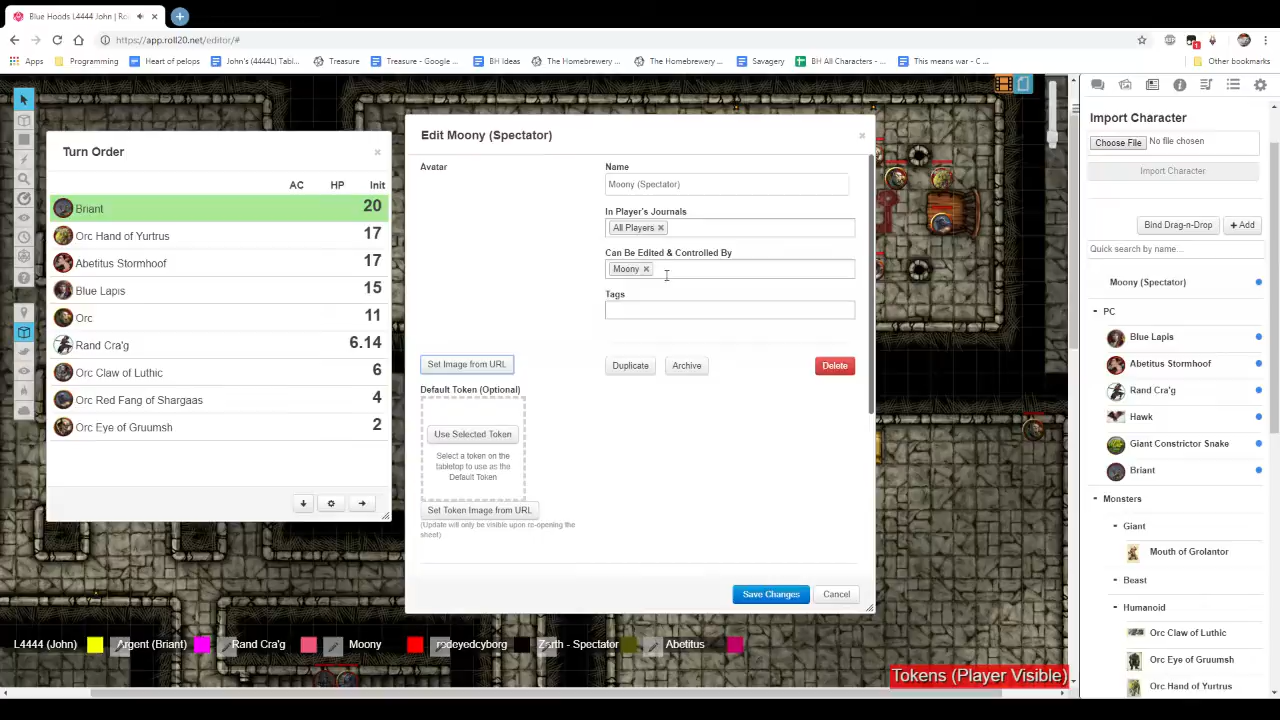 Blue Hoods L4444 John | Ro
https://app.roll20.net/editor/#
Apps
Programming
Heart of pelops
John's (4444L) Tabl...
Treasure
Treasure - Google ...
BH Ideas
The Homebrewery ...
The Homebrewery ...
Savagery
BH All Characters - ...
This means war - C ...
Other bookmarks
Turn Order
AC HP Init
Briant 20
Orc Hand of Yurtrus 17
Abetitus Stormhoof 17
Blue Lapis 15
Orc 11
Rand Cra'g 6.14
Orc Claw of Luthic 6
Orc Red Fang of Shargaas 4
Orc Eye of Gruumsh 2
Edit Moony (Spectator)
Avatar
Name
Moony (Spectator)
In Player's Journals
All Players
Can Be Edited & Controlled By
Moony
Tags
Set Image from URL
Duplicate
Archive
Delete
Default Token (Optional)
Use Selected Token
Select a token on the
tabletop to use as the
Default Token
Set Token Image from URL
(Update will only be visible upon re-opening the
sheet)
Save Changes
Cancel
Import Character
Choose File No file chosen
Import Character
Bind Drag-n-Drop
+ Add
Quick search by name...
Moony (Spectator)
PC
Blue Lapis
Abetitus Stormhoof
Rand Cra'g
Hawk
Giant Constrictor Snake
Briant
Monsters
Giant
Mouth of Grolantor
Beast
Humanoid
Orc Claw of Luthic
Orc Eye of Gruumsh
Orc Hand of Yurtrus
L4444 (John)
Argent (Briant)
Rand Cra'g
Moony
rodeyedcyborg
Zarth - Spectator
Abetitus
Tokens (Player Visible)